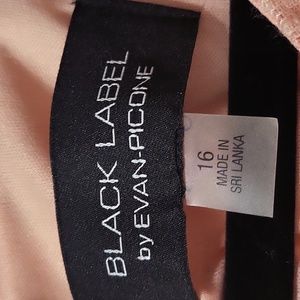 BLACK LABEL
by EVAN-PICONE
16
MADE IN
SRI LANKA